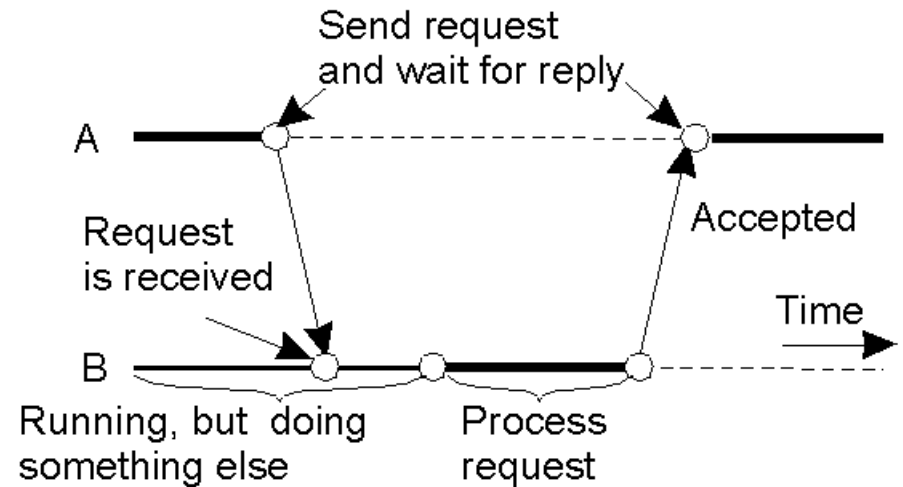 Send request
and wait for reply
A
Request
is received
Accepted
Time
B
Running, but doing
something else
Process
request